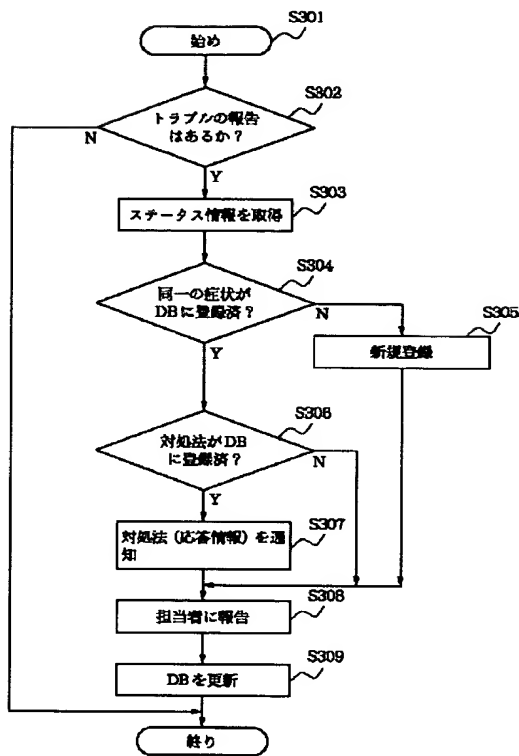 S301
始め
S302
トラブルの報告
はあるか?
N
Y
S303
ステータス情報を取得
S304
同一の症状が
DBに登録済?
N
Y
S305
新規登録
S306
対処法がDB
に登録済?
N
Y
S307
対処法(応答情報)を通
知
S308
担当者に報告
S309
DBを更新
終り